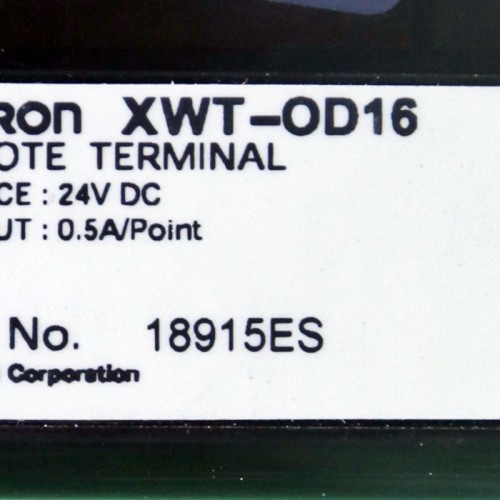 RON XWT-OD16
OTE TERMINAL
CE : 24V DC
UT : 0.5A/Point
No. 18915ES
Corporation